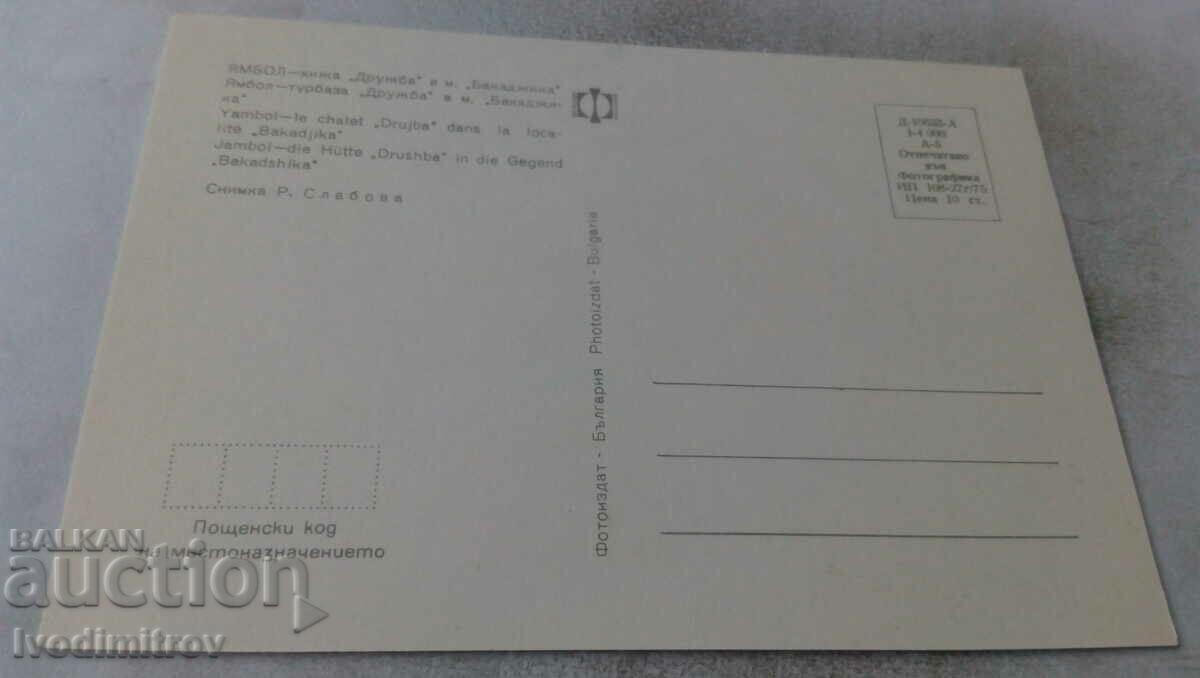 ЯМБОЛ—хижа „Дружба" в м. „Бакаджика"
Ямбол—турбаза „Дружба" в м. „Бакаджи-
ка"
Yambol—le chalet „Drujba" dans la loca-
lité „Bakadjika"
Jambol—die Hütte „Drushba" in die Gegend
„Bakadshika"
Снимка Р. Слабова
Фотоиздат - България Photoizdat - Bulgaria
Отпечатано
във
Фотографика
Цена 10 ст.
Пощенски код
на местоназначението
BALKAN
auction
Ivodimitrov